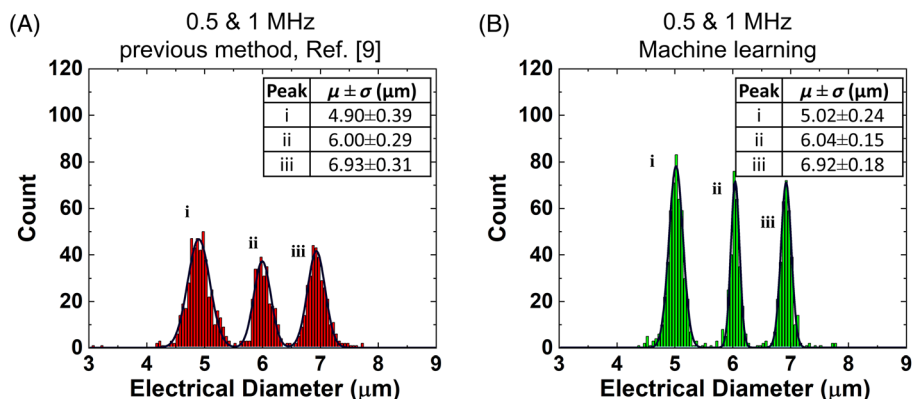 (A)
0.5 & 1 MHz
previous method, Ref. [9]
120
100
80
60
40
20
0
Count
Peak μ ± σ (μm)
i 4.90±0.39
ii 6.00±0.29
iii 6.93±0.31
i
ii
iii
3 4 5 6 7 8 9
Electrical Diameter (μm)
(B)
0.5 & 1 MHz
Machine learning
120
100
80
60
40
20
0
Count
Peak μ ± σ (μm)
i 5.02±0.24
ii 6.04±0.15
iii 6.92±0.18
i
ii
iii
3 4 5 6 7 8 9
Electrical Diameter (μm)